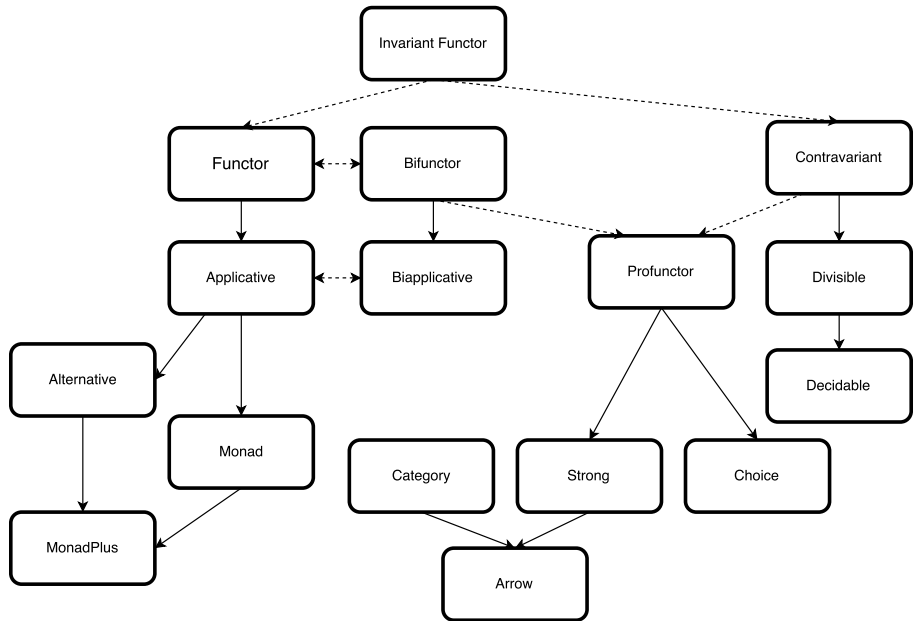 Invariant Functor
Functor
Bifunctor
Contravariant
Applicative
Biapplicative
Profunctor
Divisible
Alternative
Decidable
Monad
Category
Strong
Choice
MonadPlus
Arrow